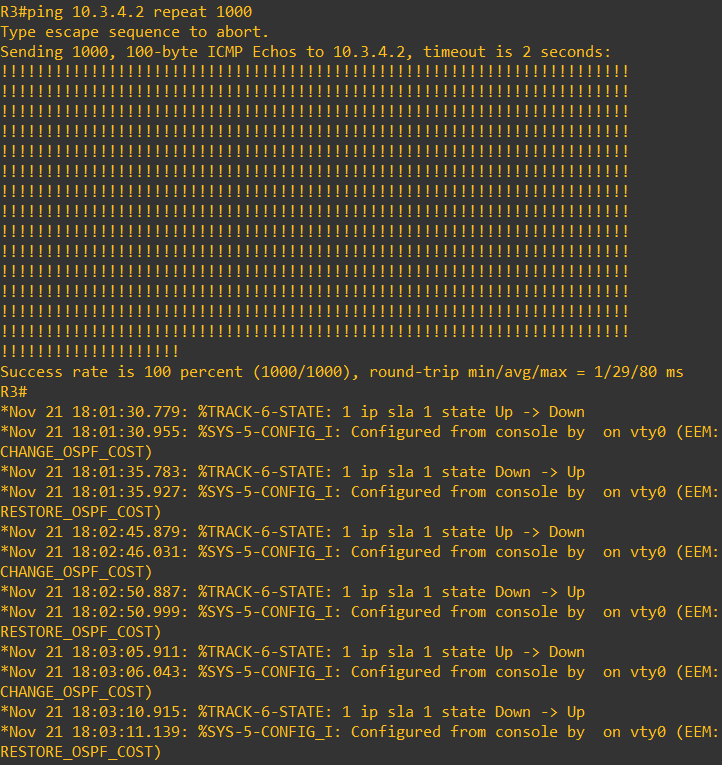 R3#ping 10.3.4.2 repeat 1000
Type escape sequence to abort.
Sending 1000, 100-byte ICMP Echos to 10.3.4.2, timeout is 2 seconds:
!!!!!!!!!!!!!!!!!!!!!!!!!!!!!!!!!!!!!!!!!!!!!!!!!!!!!!!!!!!!!!!!!!!!!!
!!!!!!!!!!!!!!!!!!!!!!!!!!!!!!!!!!!!!!!!!!!!!!!!!!!!!!!!!!!!!!!!!!!!!!
!!!!!!!!!!!!!!!!!!!!!!!!!!!!!!!!!!!!!!!!!!!!!!!!!!!!!!!!!!!!!!!!!!!!!!
!!!!!!!!!!!!!!!!!!!!!!!!!!!!!!!!!!!!!!!!!!!!!!!!!!!!!!!!!!!!!!!!!!!!!!
!!!!!!!!!!!!!!!!!!!!!!!!!!!!!!!!!!!!!!!!!!!!!!!!!!!!!!!!!!!!!!!!!!!!!!
!!!!!!!!!!!!!!!!!!!!!!!!!!!!!!!!!!!!!!!!!!!!!!!!!!!!!!!!!!!!!!!!!!!!!!
!!!!!!!!!!!!!!!!!!!!!!!!!!!!!!!!!!!!!!!!!!!!!!!!!!!!!!!!!!!!!!!!!!!!!!
!!!!!!!!!!!!!!!!!!!!!!!!!!!!!!!!!!!!!!!!!!!!!!!!!!!!!!!!!!!!!!!!!!!!!!
!!!!!!!!!!!!!!!!!!!!!!!!!!!!!!!!!!!!!!!!!!!!!!!!!!!!!!!!!!!!!!!!!!!!!!
!!!!!!!!!!!!!!!!!!!!!!!!!!!!!!!!!!!!!!!!!!!!!!!!!!!!!!!!!!!!!!!!!!!!!!
!!!!!!!!!!!!!!!!!!!!!!!!!!!!!!!!!!!!!!!!!!!!!!!!!!!!!!!!!!!!!!!!!!!!!!
!!!!!!!!!!!!!!!!!!!!!!!!!!!!!!!!!!!!!!!!!!!!!!!!!!!!!!!!!!!!!!!!!!!!!!
!!!!!!!!!!!!!!!!!!!!!!!!!!!!!!!!!!!!!!!!!!!!!!!!!!!!!!!!!!!!!!!!!!!!!!
!!!!!!!!!!!!!!!!!!!!!!!!!!!!!!!!!!!!!!!!!!!!!!!!!!!!!!!!!!!!!!!!!!!!!!
!!!!!!!!!!!!!!!!!!!!
Success rate is 100 percent (1000/1000), round-trip min/avg/max = 1/29/80 ms
R3#
*Nov 21 18:01:30.779: %TRACK-6-STATE: 1 ip sla 1 state Up -> Down
*Nov 21 18:01:30.955: %SYS-5-CONFIG_I: Configured from console by  on vty0 (EEM:
CHANGE_OSPF_COST)
*Nov 21 18:01:35.783: %TRACK-6-STATE: 1 ip sla 1 state Down -> Up
*Nov 21 18:01:35.927: %SYS-5-CONFIG_I: Configured from console by  on vty0 (EEM:
RESTORE_OSPF_COST)
*Nov 21 18:02:45.879: %TRACK-6-STATE: 1 ip sla 1 state Up -> Down
*Nov 21 18:02:46.031: %SYS-5-CONFIG_I: Configured from console by  on vty0 (EEM:
CHANGE_OSPF_COST)
*Nov 21 18:02:50.887: %TRACK-6-STATE: 1 ip sla 1 state Down -> Up
*Nov 21 18:02:50.999: %SYS-5-CONFIG_I: Configured from console by  on vty0 (EEM:
RESTORE_OSPF_COST)
*Nov 21 18:03:05.911: %TRACK-6-STATE: 1 ip sla 1 state Up -> Down
*Nov 21 18:03:06.043: %SYS-5-CONFIG_I: Configured from console by  on vty0 (EEM:
CHANGE_OSPF_COST)
*Nov 21 18:03:10.915: %TRACK-6-STATE: 1 ip sla 1 state Down -> Up
*Nov 21 18:03:11.139: %SYS-5-CONFIG_I: Configured from console by  on vty0 (EEM:
RESTORE_OSPF_COST)